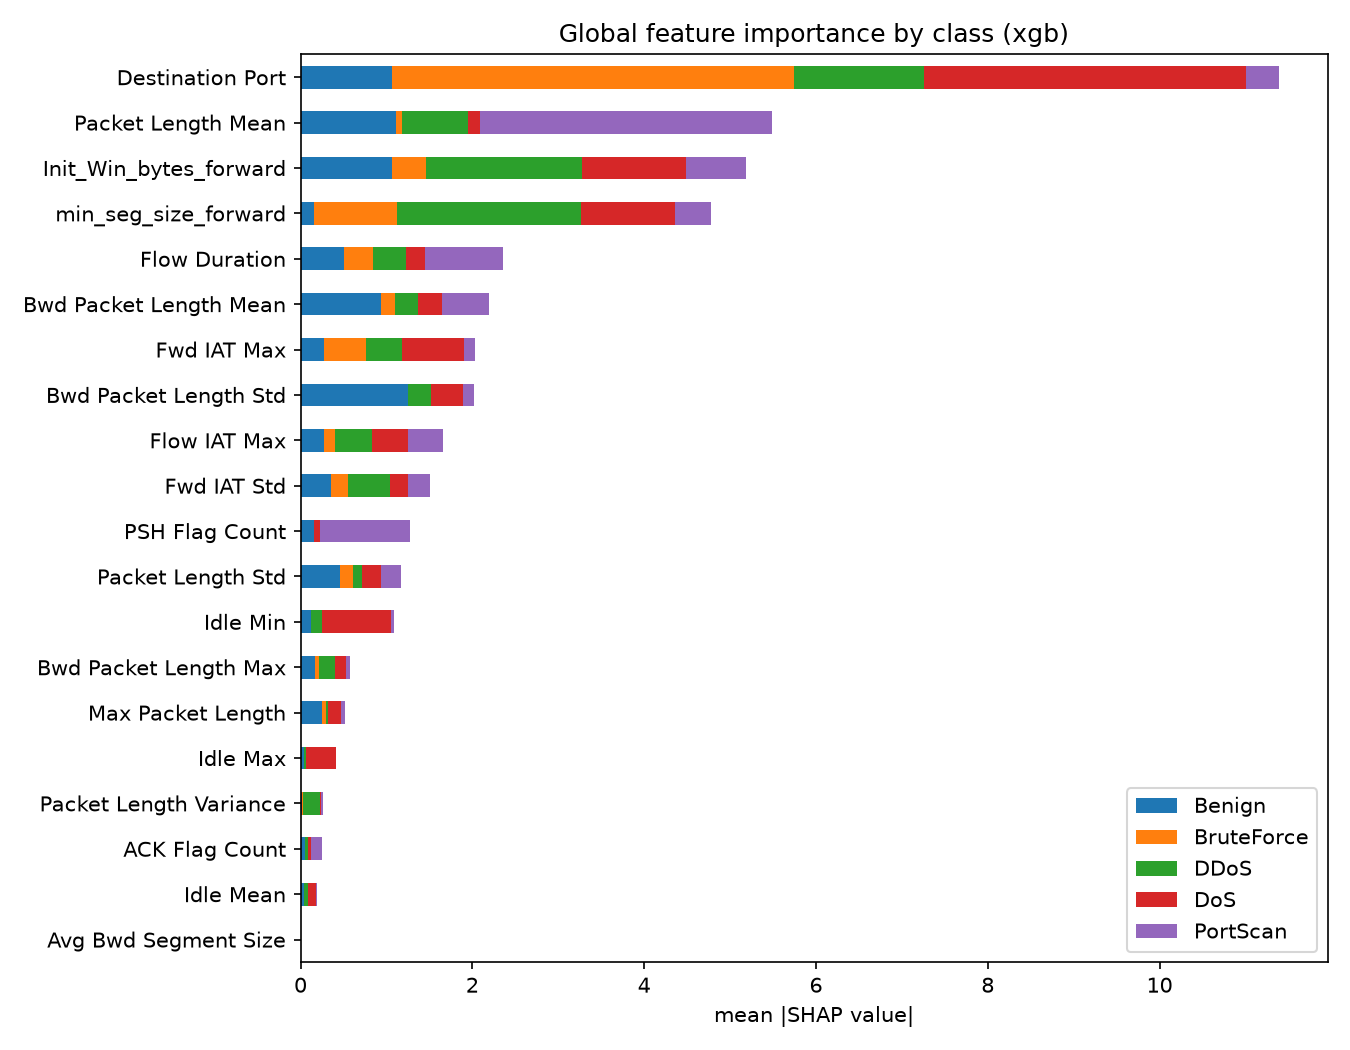 Global feature importance by class (xgb)
Destination Port
Packet Length Mean
Init_Win_bytes_forward
min_seg_size_forward
Flow Duration
Bwd Packet Length Mean
Fwd IAT Max
Bwd Packet Length Std
Flow IAT Max
Fwd IAT Std
PSH Flag Count
Packet Length Std
Idle Min
Bwd Packet Length Max
Max Packet Length
Idle Max
Packet Length Variance
ACK Flag Count
Idle Mean
Avg Bwd Segment Size
Benign
BruteForce
DDoS
DoS
PortScan
0 2 4 6 8 10
mean |SHAP value|